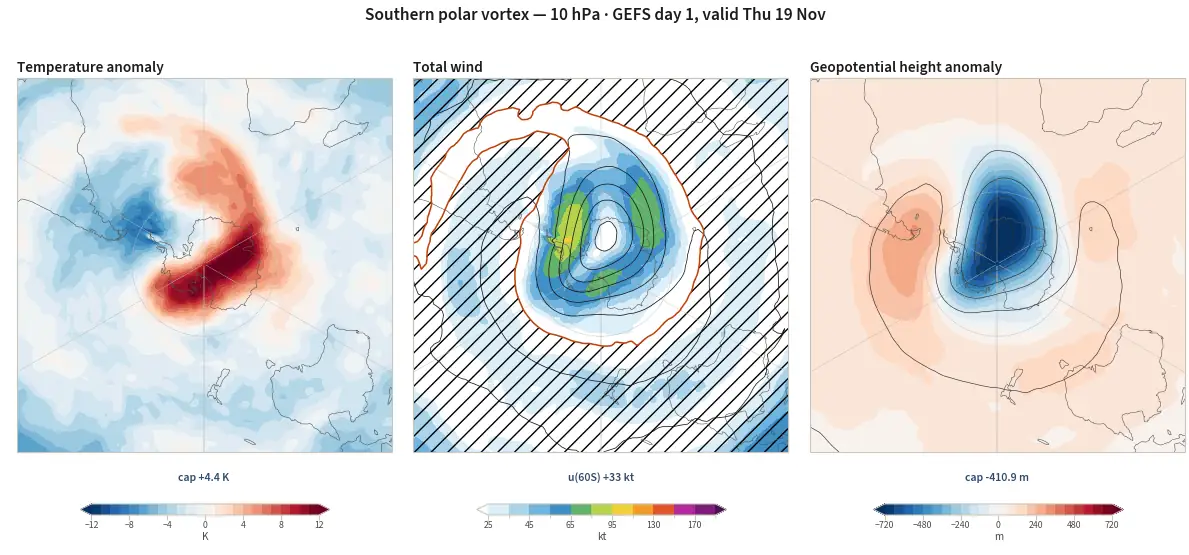 Southern polar vortex — 10 hPa · GEFS day 1, valid Thu 19 Nov
Temperature anomaly
Total wind
Geopotential height anomaly
cap +4.4 K
u(60S) +33 kt
cap -410.9 m
−12 −8 −4 0 4 8 12
K
25 45 65 95 130 170
kt
−720 −480 −240 0 240 480 720
m